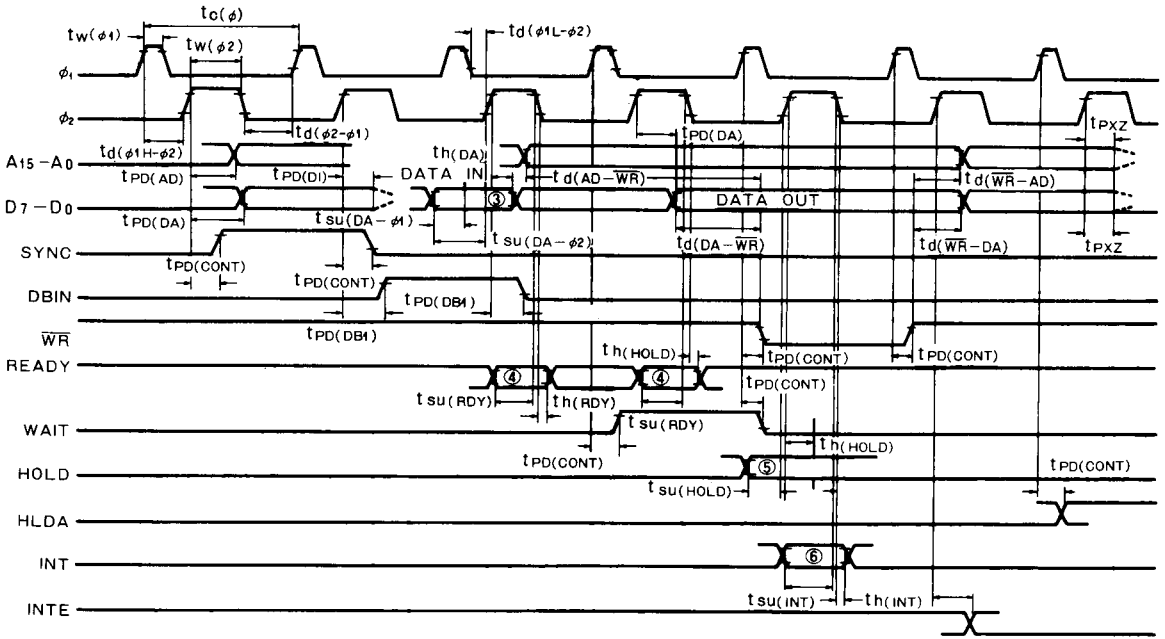 tC(φ)
tW(φ1)
tW(φ2)
td(φ1L-φ2)
φ1
φ2
td(φ1H-φ2)
td(φ2-φ1)
tPD(DA)
tPXZ
th(DA)
A15-A0
tPD(AD)
tPD(DI)
DATA IN
td(AD-WR)
td(WR-AD)
D7-D0
③
DATA OUT
tPD(DA)
tsu(DA-φ1)
tsu(DA-φ2)
td(DA-WR)
td(WR-DA)
tPXZ
SYNC
tPD(CONT)
tPD(CONT)
DBIN
tPD(DB1)
WR
tPD(DB1)
th(HOLD)
tPD(CONT)
tPD(CONT)
READY
④
④
tPD(CONT)
tsu(RDY)
th(RDY)
WAIT
tsu(RDY)
th(HOLD)
tPD(CONT)
tPD(CONT)
HOLD
⑤
tsu(HOLD)
HLDA
INT
⑥
tsu(INT)
th(INT)
INTE